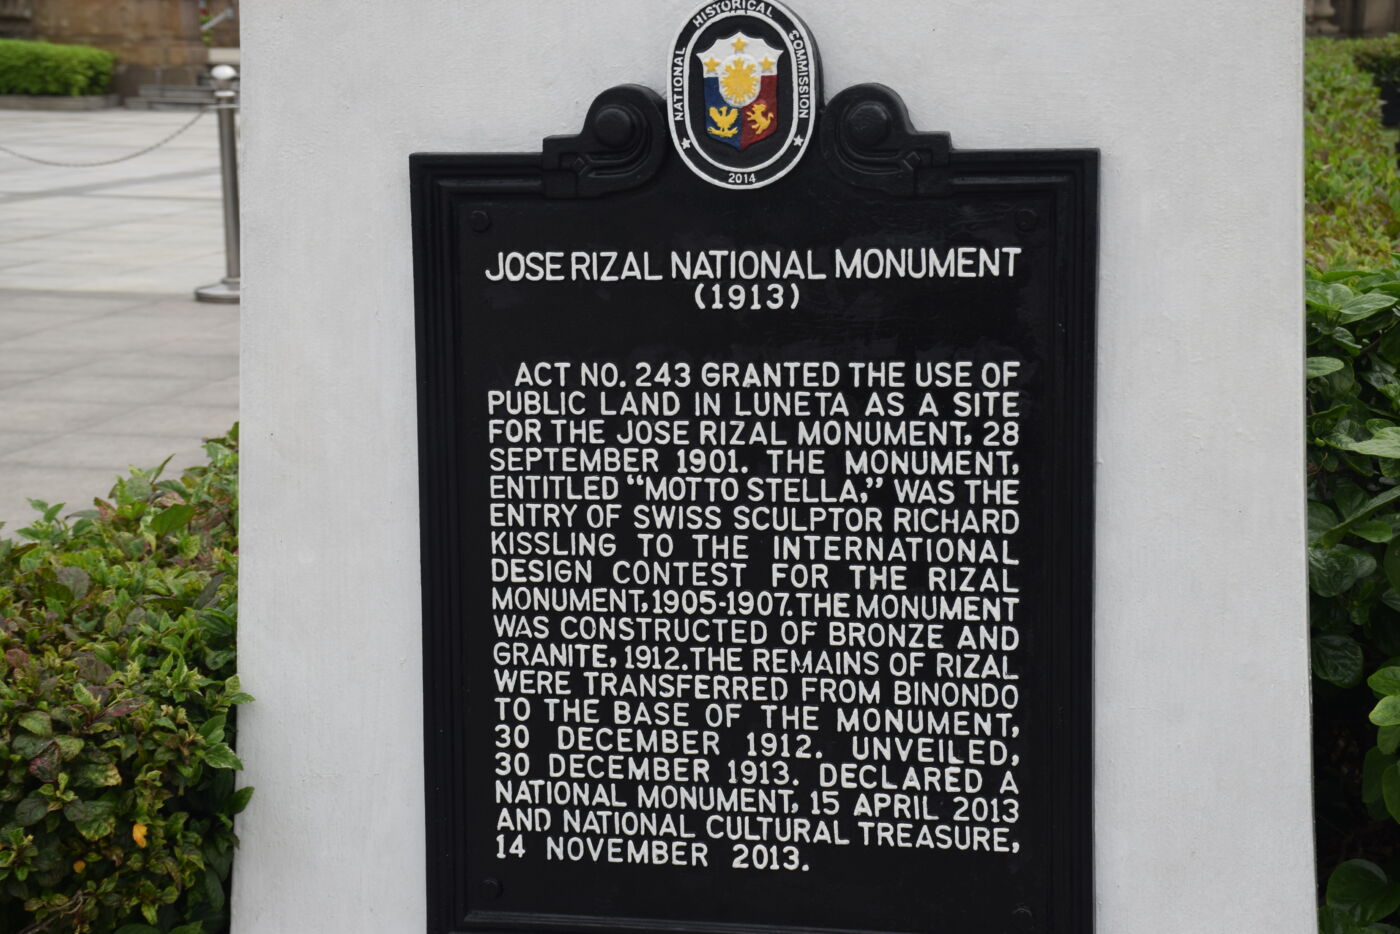 NATIONAL HISTORICAL COMMISSION
2014
JOSE RIZAL NATIONAL MONUMENT
(1913)
ACT NO. 243 GRANTED THE USE OF
PUBLIC LAND IN LUNETA AS A SITE
FOR THE JOSE RIZAL MONUMENT, 28
SEPTEMBER 1901. THE MONUMENT,
ENTITLED “MOTTO STELLA,” WAS THE
ENTRY OF SWISS SCULPTOR RICHARD
KISSLING TO THE INTERNATIONAL
DESIGN CONTEST FOR THE RIZAL
MONUMENT, 1905-1907. THE MONUMENT
WAS CONSTRUCTED OF BRONZE AND
GRANITE, 1912. THE REMAINS OF RIZAL
WERE TRANSFERRED FROM BINONDO
TO THE BASE OF THE MONUMENT,
30 DECEMBER 1912. UNVEILED,
30 DECEMBER 1913. DECLARED A
NATIONAL MONUMENT, 15 APRIL 2013
AND NATIONAL CULTURAL TREASURE,
14 NOVEMBER 2013.